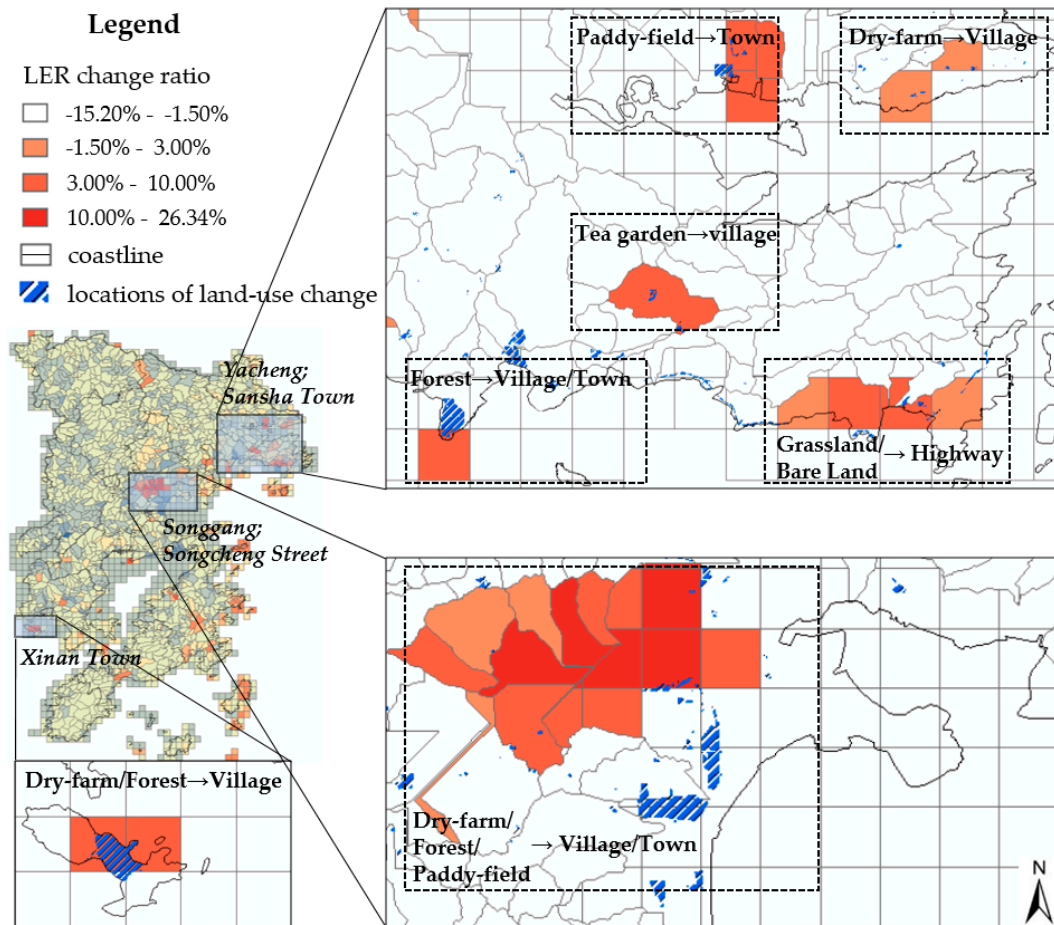 Legend
LER change ratio
-15.20% - -1.50%
-1.50% - 3.00%
3.00% - 10.00%
10.00% - 26.34%
coastline
locations of land-use change
Yacheng;
Sansha Town
Songgang;
Songcheng Street
Xinan Town
Dry-farm/Forest→Village
Paddy-field→Town
Dry-farm→Village
Tea garden→village
Forest→Village/Town
Grassland/
Bare Land
→ Highway
Dry-farm/
Forest/
Paddy-field
→ Village/Town
N